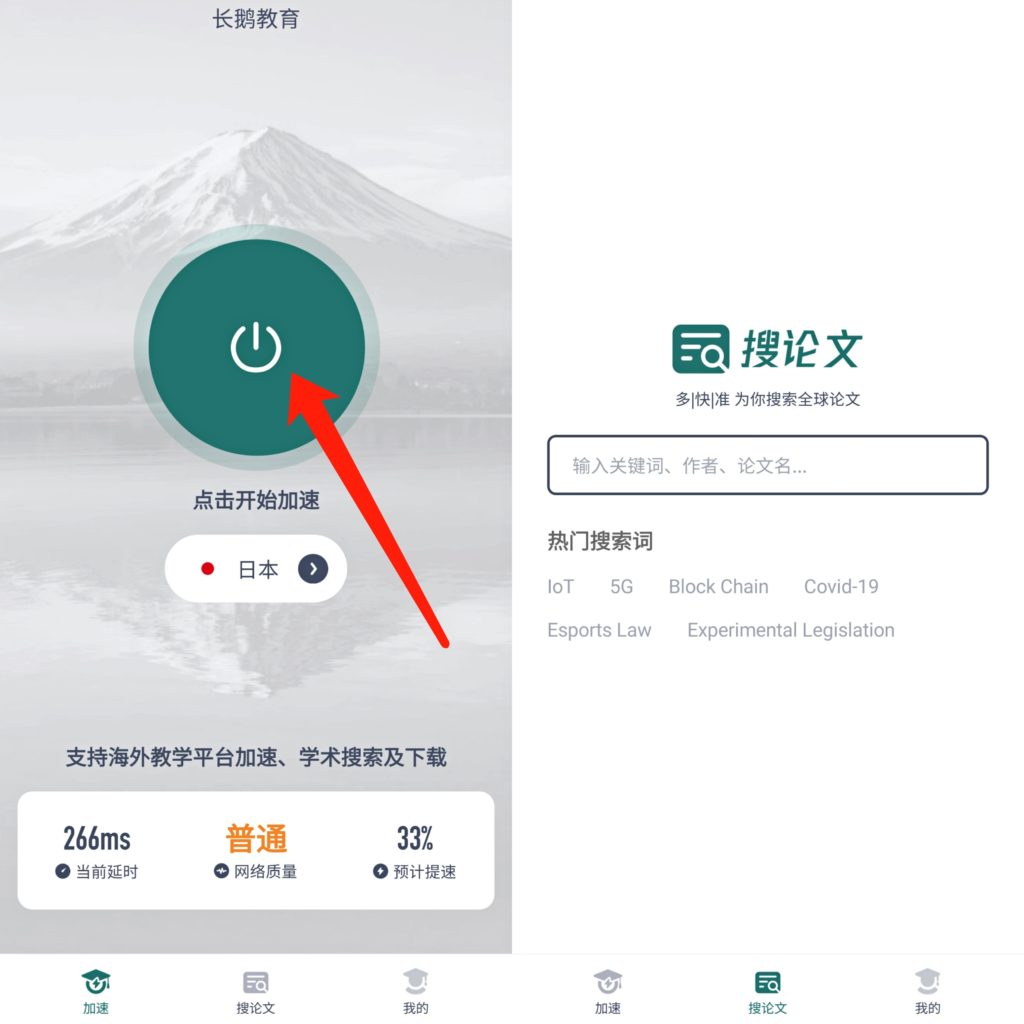 长鹅教育
点击开始加速
日本
支持海外教学平台加速、学术搜索及下载
266ms 普通 33%
当前延时 网络质量 预计提速
加速 搜论文 我的
搜论文
多|快|准 为你搜索全球论文
输入关键词、作者、论文名...
热门搜索词
IoT 5G Block Chain Covid-19
Esports Law Experimental Legislation
加速 搜论文 我的